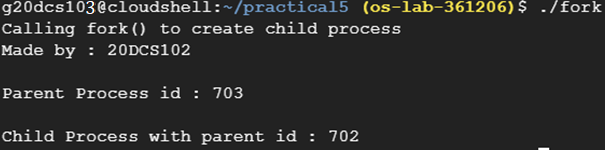 g20dcs103@cloudshell:~/practical5 (os-lab-361206)$ ./fork
Calling fork() to create child process
Made by : 20DCS102
Parent Process id : 703
Child Process with parent id : 702